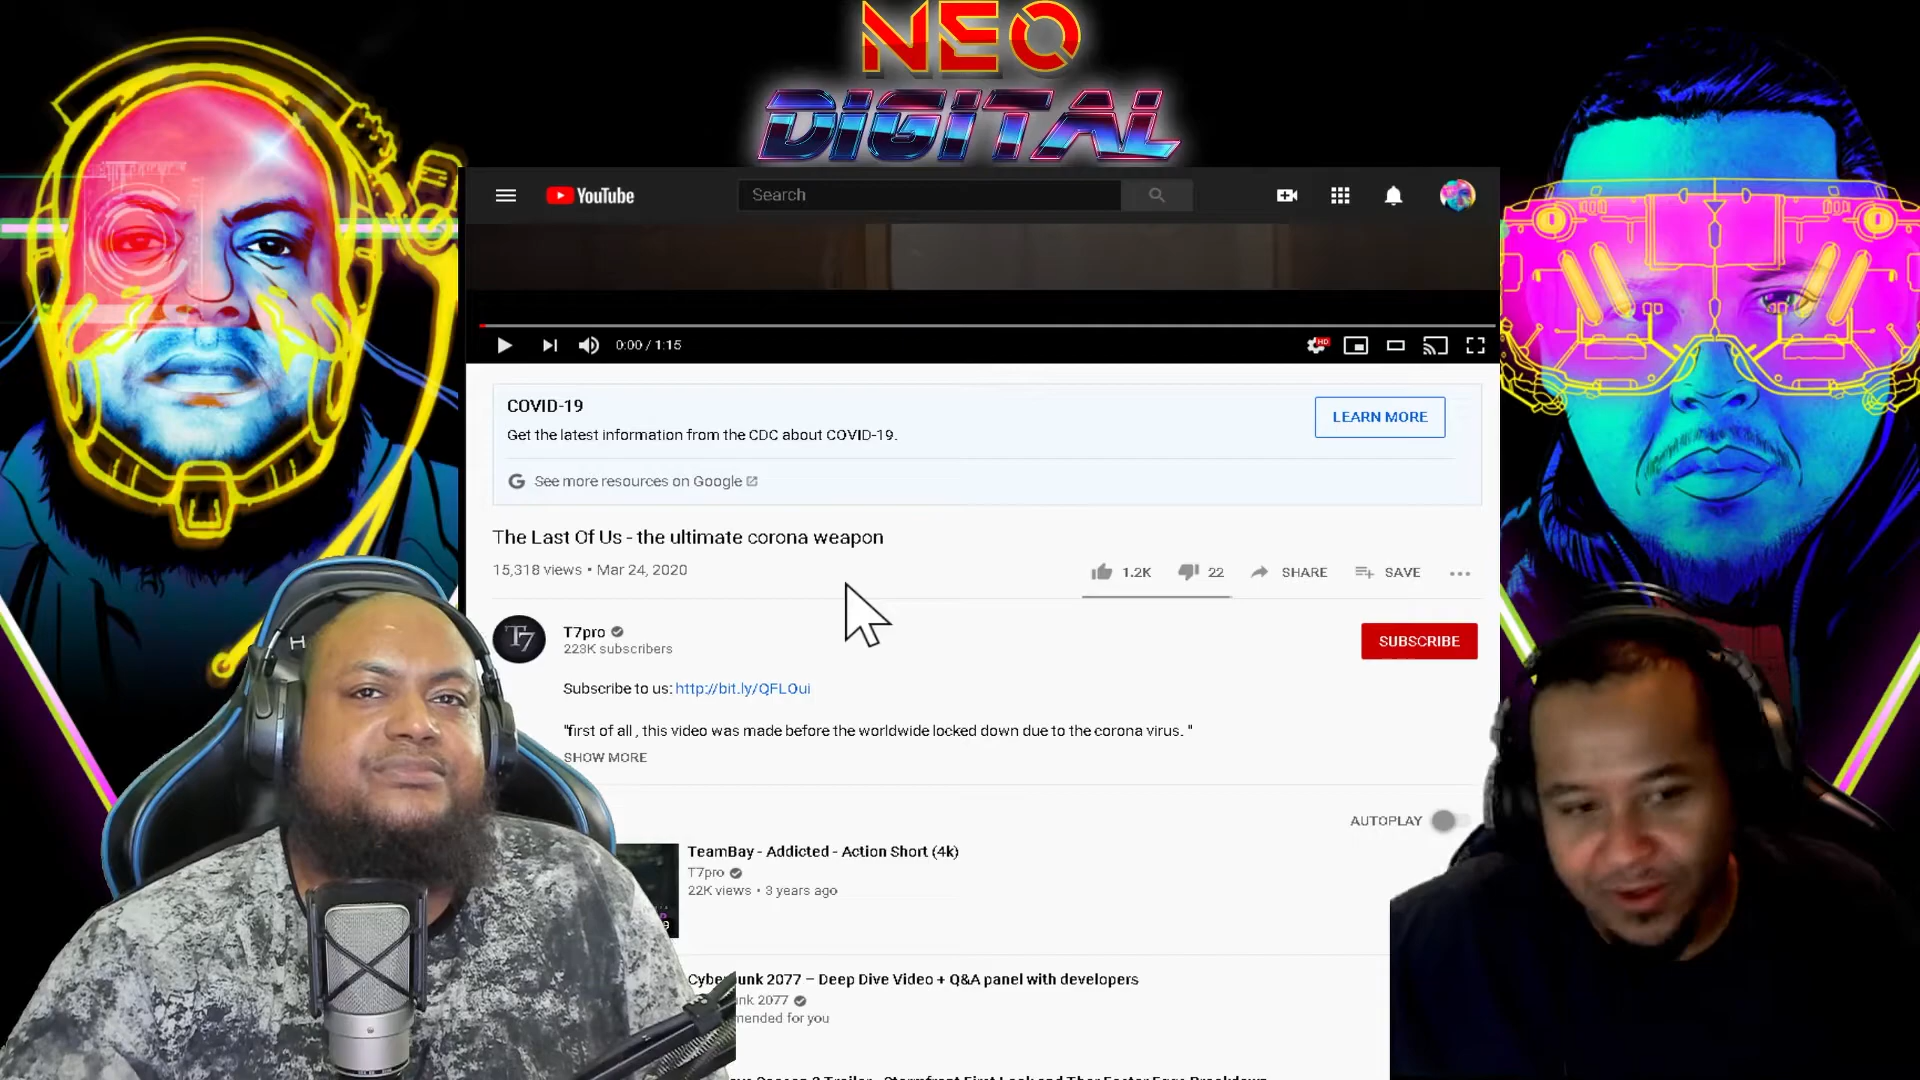 NEO
DIGITAL
YouTube
Search
0:00 / 1:15
HD
COVID-19
Get the latest information from the CDC about COVID-19.
LEARN MORE
G See more resources on Google
The Last Of Us - the ultimate corona weapon
15,318 views • Mar 24, 2020
1.2K
22
SHARE
SAVE
T7
T7pro
223K subscribers
SUBSCRIBE
Subscribe to us: http://bit.ly/QFLOui
"first of all , this video was made before the worldwide locked down due to the corona virus. "
SHOW MORE
AUTOPLAY
TeamBay - Addicted - Action Short (4k)
T7pro
22K views • 3 years ago
2077 – Deep Dive Video + Q&A panel with developers
2077
for you